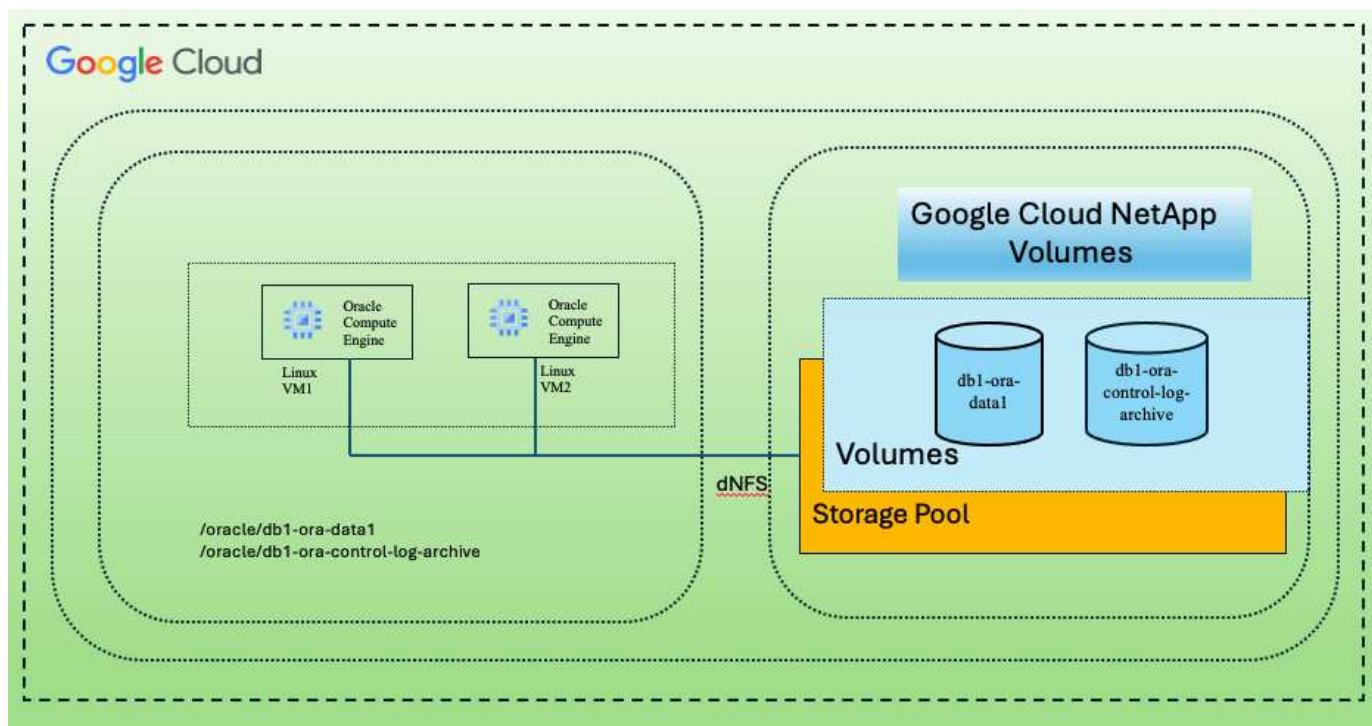 Google Cloud
Google Cloud NetApp
Volumes
Oracle
Compute
Engine
Linux
VM1
Oracle
Compute
Engine
Linux
VM2
db1-ora-
data1
db1-ora-
control-log-
archive
Volumes
dNFS
Storage Pool
/oracle/db1-ora-data1
/oracle/db1-ora-control-log-archive